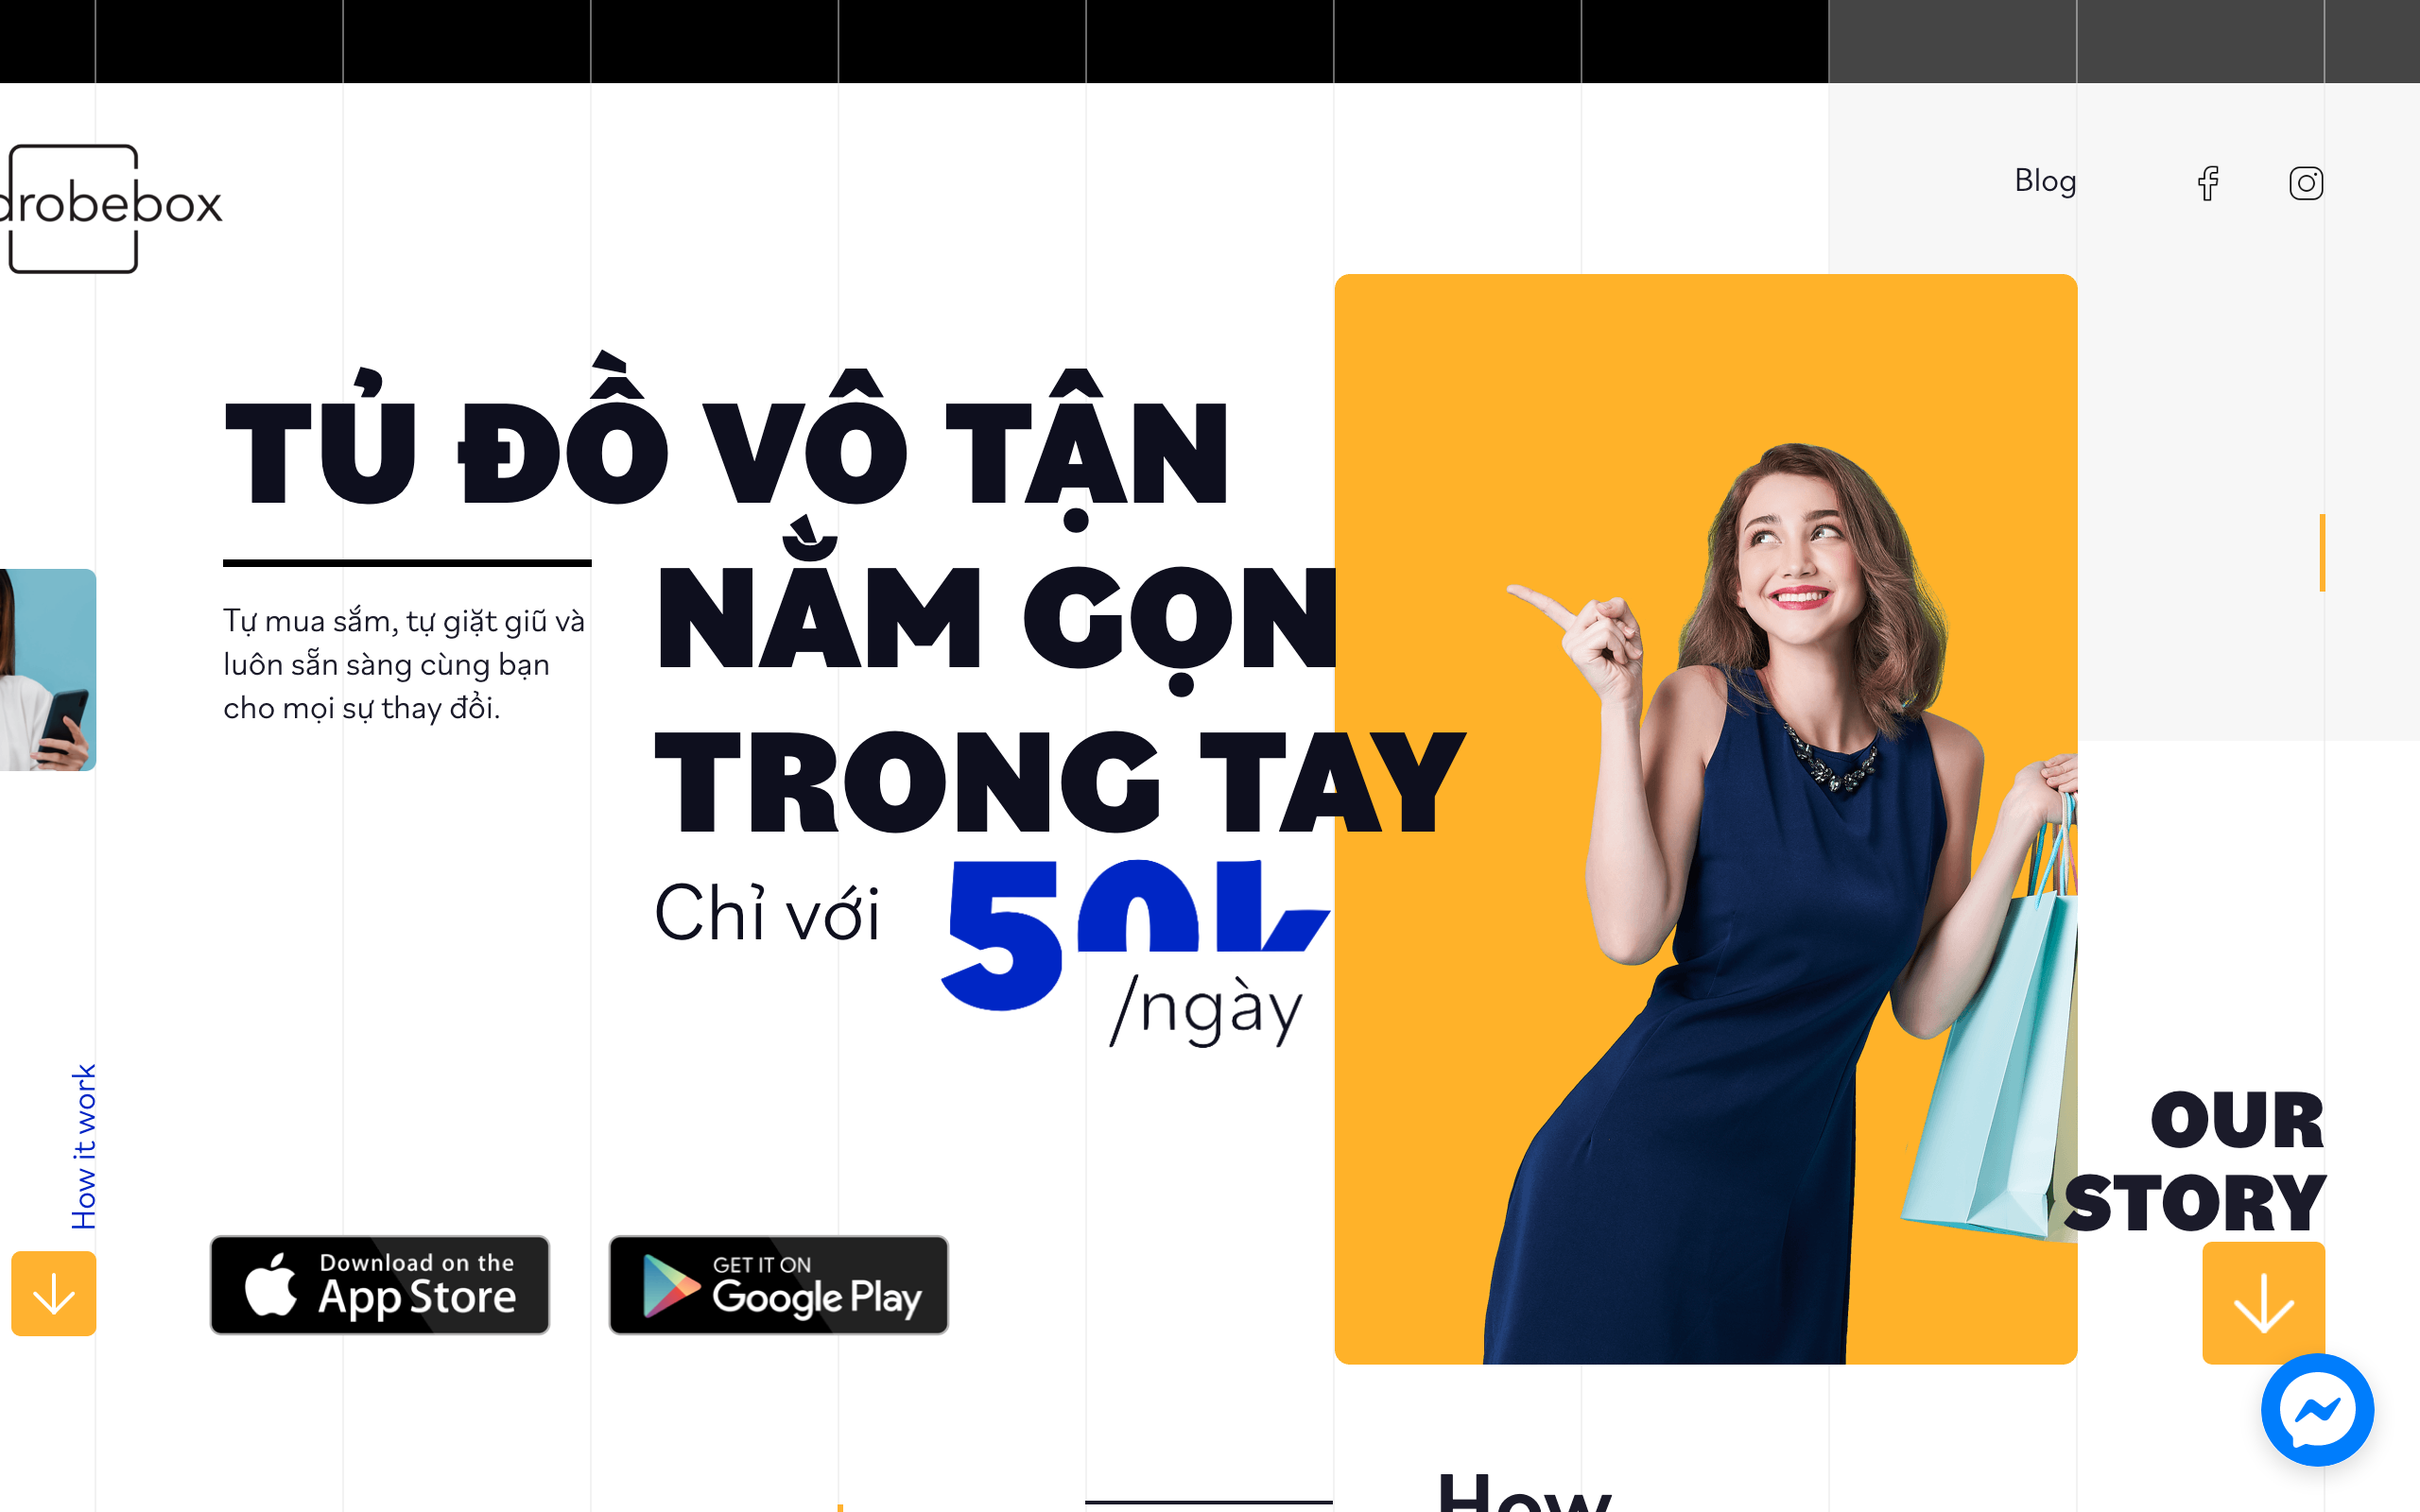 drobebox
Blog
TỦ ĐỒ VÔ TẬN
NẰM GỌN
TRONG TAY
Tự mua sắm, tự giặt giũ và
luôn sẵn sàng cùng bạn
cho mọi sự thay đổi.
Chỉ với 50k
/ngày
How it work
OUR
STORY
Download on the
App Store
GET IT ON
Google Play
How